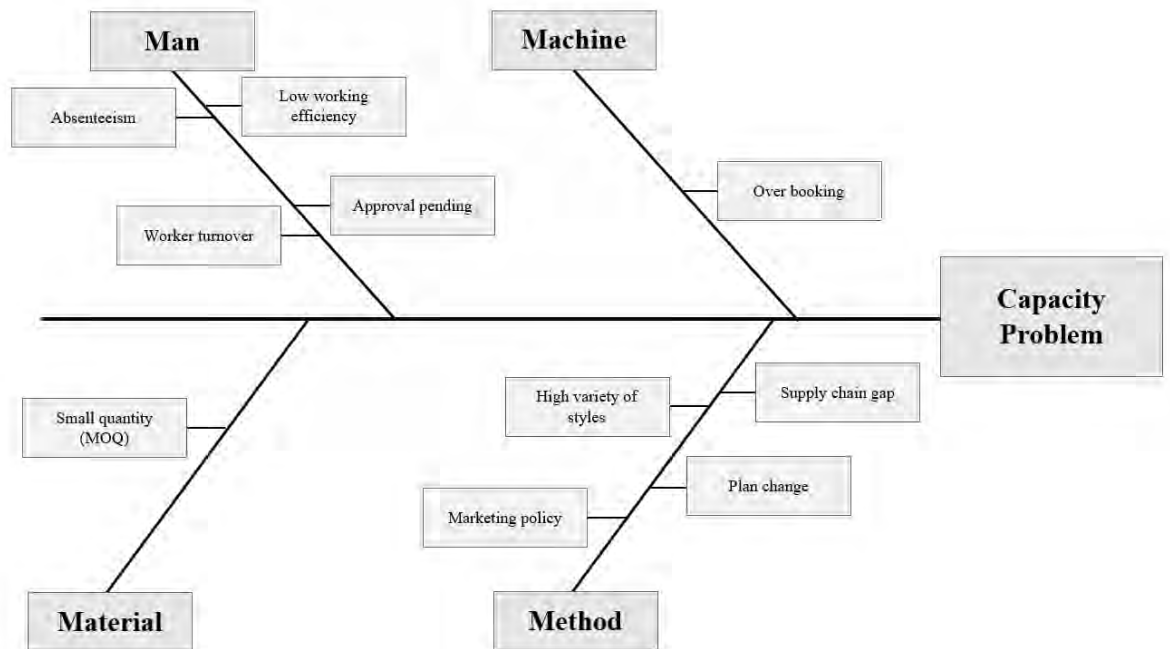 Man
Machine
Low working
efficiency
Absenteeism
Over booking
Approval pending
Worker turnover
Capacity
Problem
Supply chain gap
High variety of
styles
Small quantity
(MOQ)
Plan change
Marketing policy
Material
Method